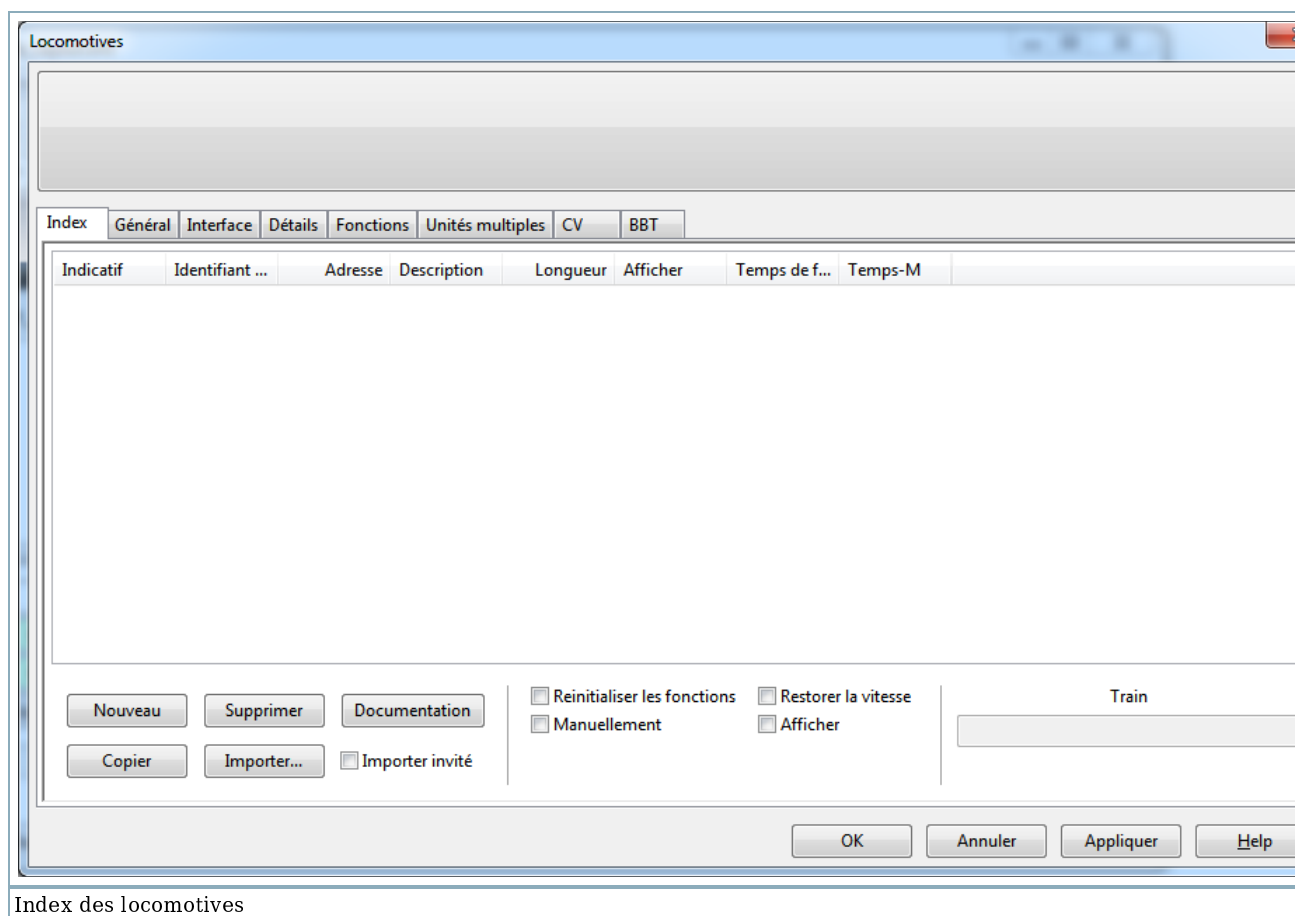 Locomotives
Index Général Interface Détails Fonctions Unités multiples CV BBT
Indicatif Identifiant ... Adresse Description Longueur Afficher Temps de f... Temps-M
Nouveau Supprimer Documentation
Copier Importer... Importer invité
Reinitialiser les fonctions Restorer la vitesse
Manuellement Afficher
Train
OK Annuler Appliquer Help
Index des locomotives